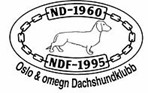 ND-1960
NDF-1995
Oslo & omegn Dachshundklubb